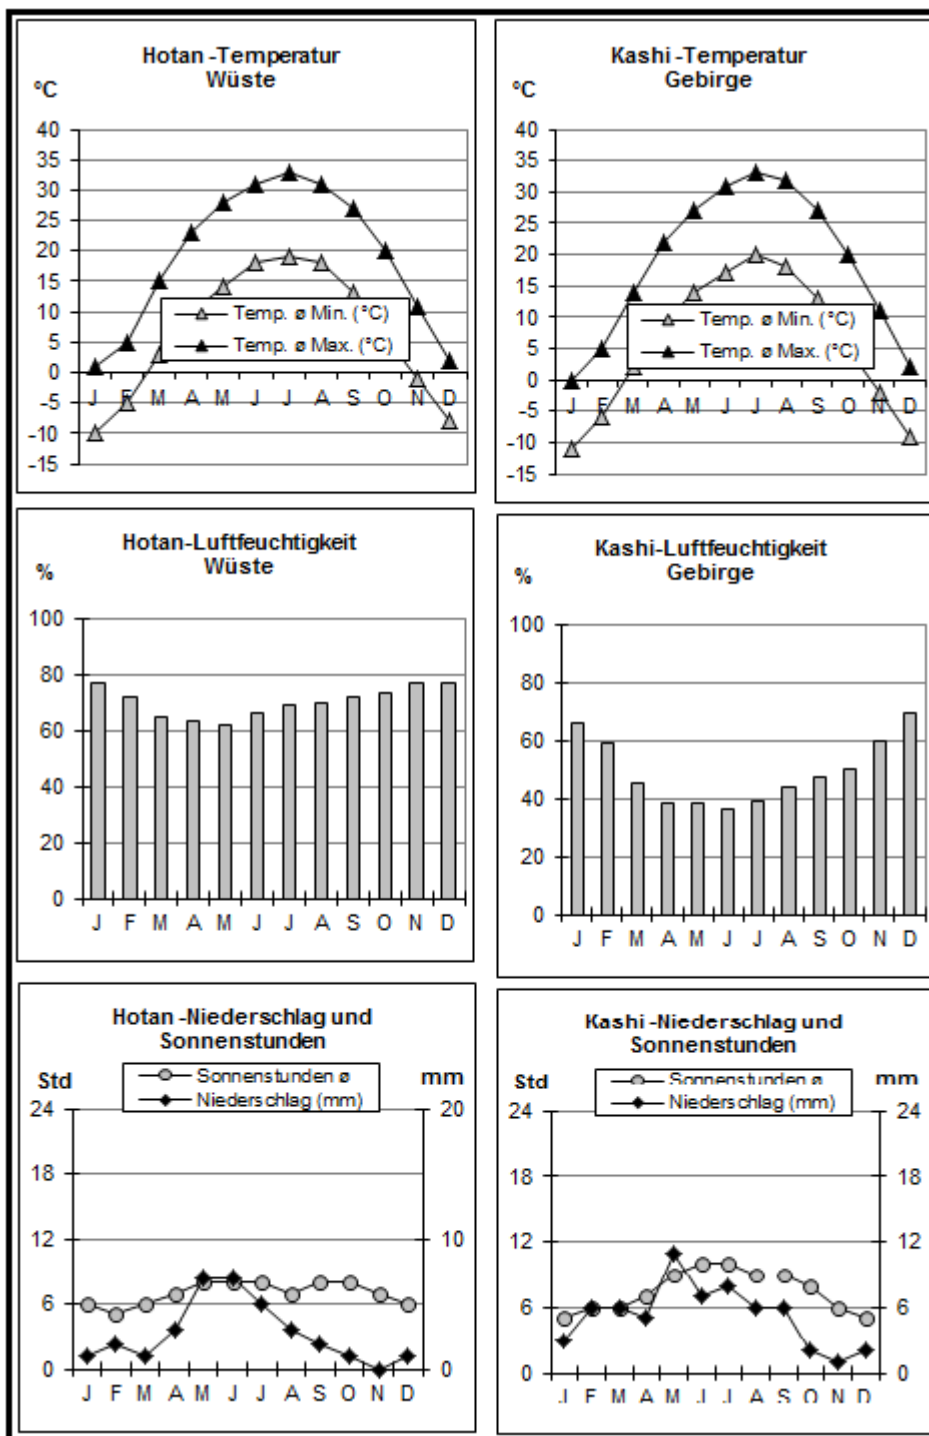 Hotan -Temperatur
Wüste
°C
40
35
30
25
20
15
10
5
0
-5
-10
-15
Temp. ø Min. (°C)
Temp. ø Max. (°C)
J F M A M J J A S O N D
Kashi -Temperatur
Gebirge
°C
40
35
30
25
20
15
10
5
0
-5
-10
-15
Temp. ø Min. (°C)
Temp. ø Max. (°C)
J F M A M J J A S O N D
Hotan-Luftfeuchtigkeit
Wüste
%
100
80
60
40
20
0
J F M A M J J A S O N D
Kashi-Luftfeuchtigkeit
Gebirge
%
100
80
60
40
20
0
J F M A M J J A S O N D
Hotan -Niederschlag und
Sonnenstunden
Std
mm
Sonnenstunden ø
Niederschlag (mm)
24 20
18
12 10
6
0 0
J F M A M J J A S O N D
Kashi -Niederschlag und
Sonnenstunden
Std
mm
Sonnenstunden ø
Niederschlag (mm)
24 24
18 18
12 12
6 6
0 0
J F M A M J J A S O N D